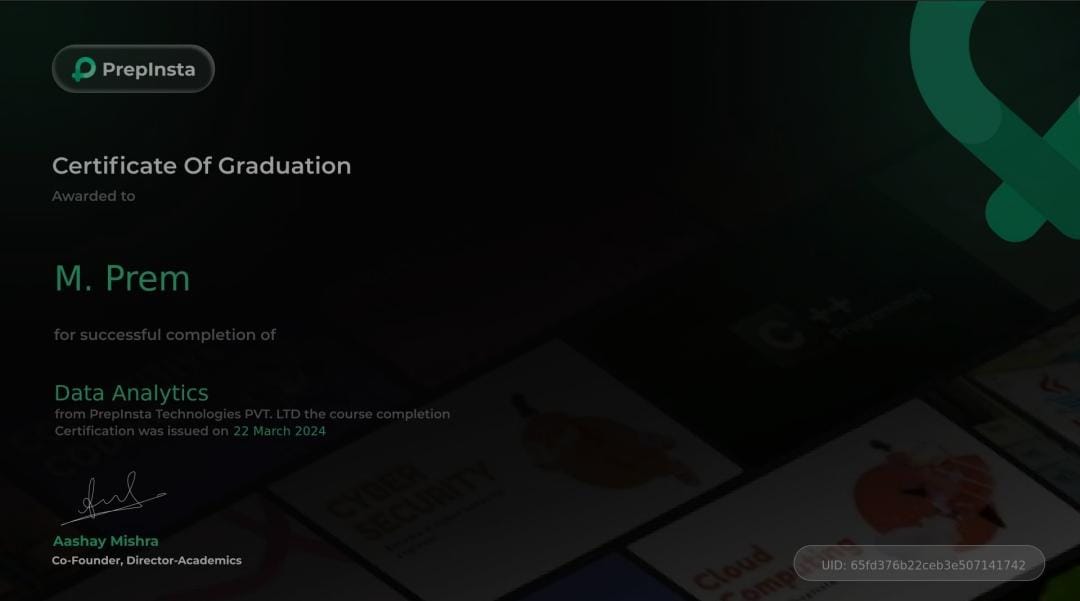 PrepInsta
Certificate Of Graduation
Awarded to
M. Prem
for successful completion of
Data Analytics
from PrepInsta Technologies PVT. LTD the course completion
Certification was issued on 22 March 2024
Aashay Mishra
Co-Founder, Director-Academics
C++
Programming
CYBER
SECURITY
Cloud
Computing
UID: 65fd376b22ceb3e507141742